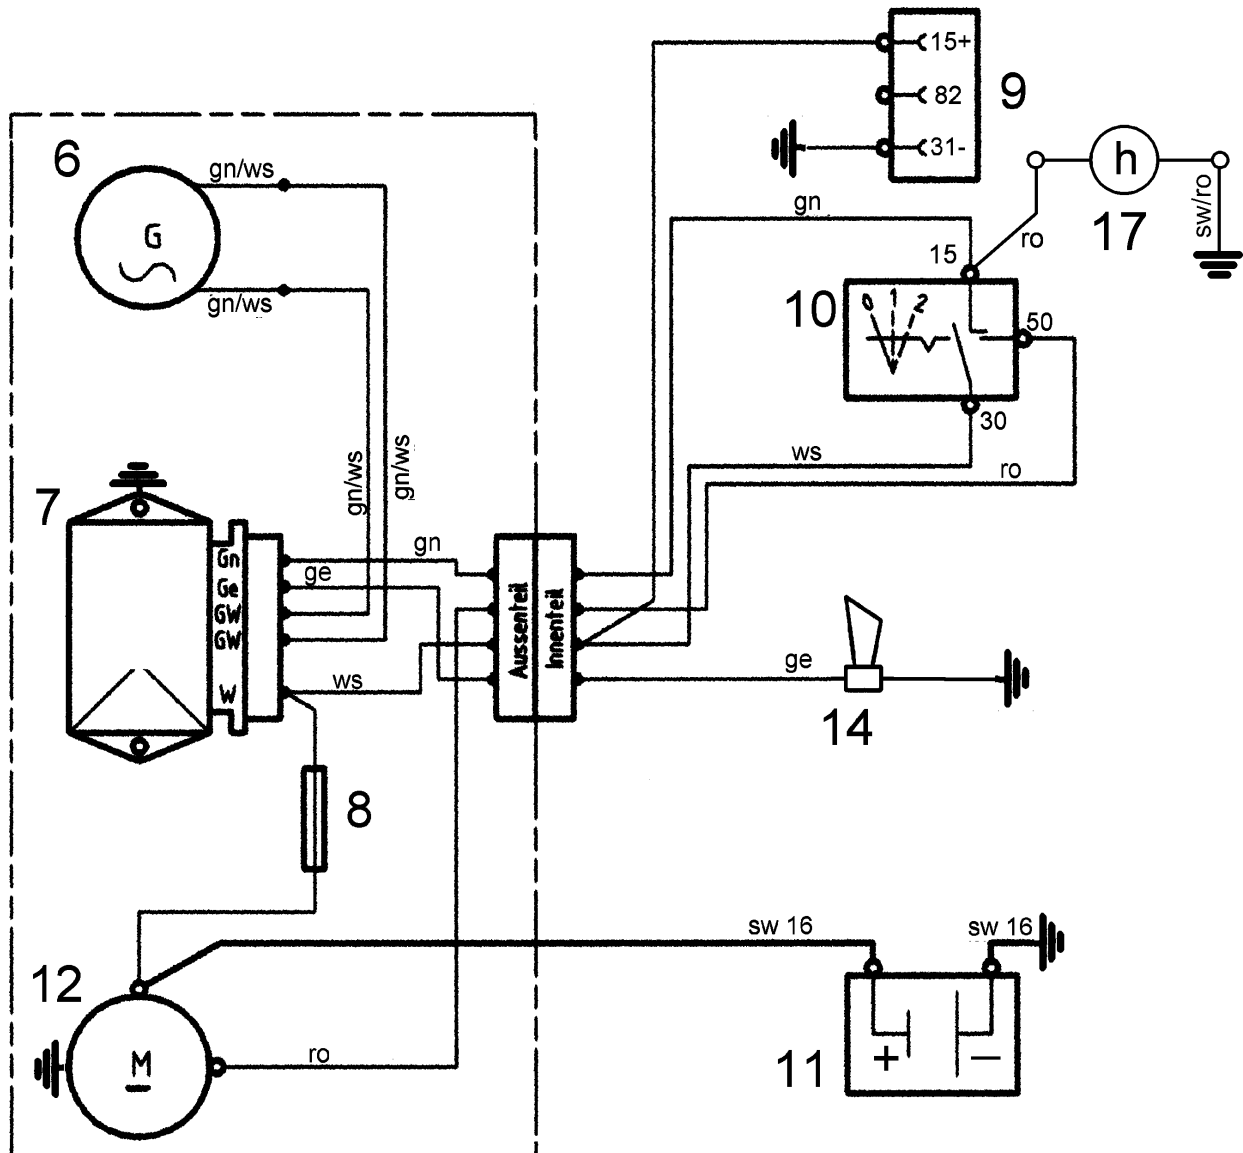 15+
82
31-
9
6
gn/ws
G
gn/ws
h
17
ro
sw/ro
gn
15
10
0 1 2
50
30
ws
ro
gn/ws
gn/ws
7
Gn
Ge
GW
GW
W
gn
ge
ws
Aussenteil
Innenteil
ge
14
8
sw 16
sw 16
12
M
ro
11
+ −